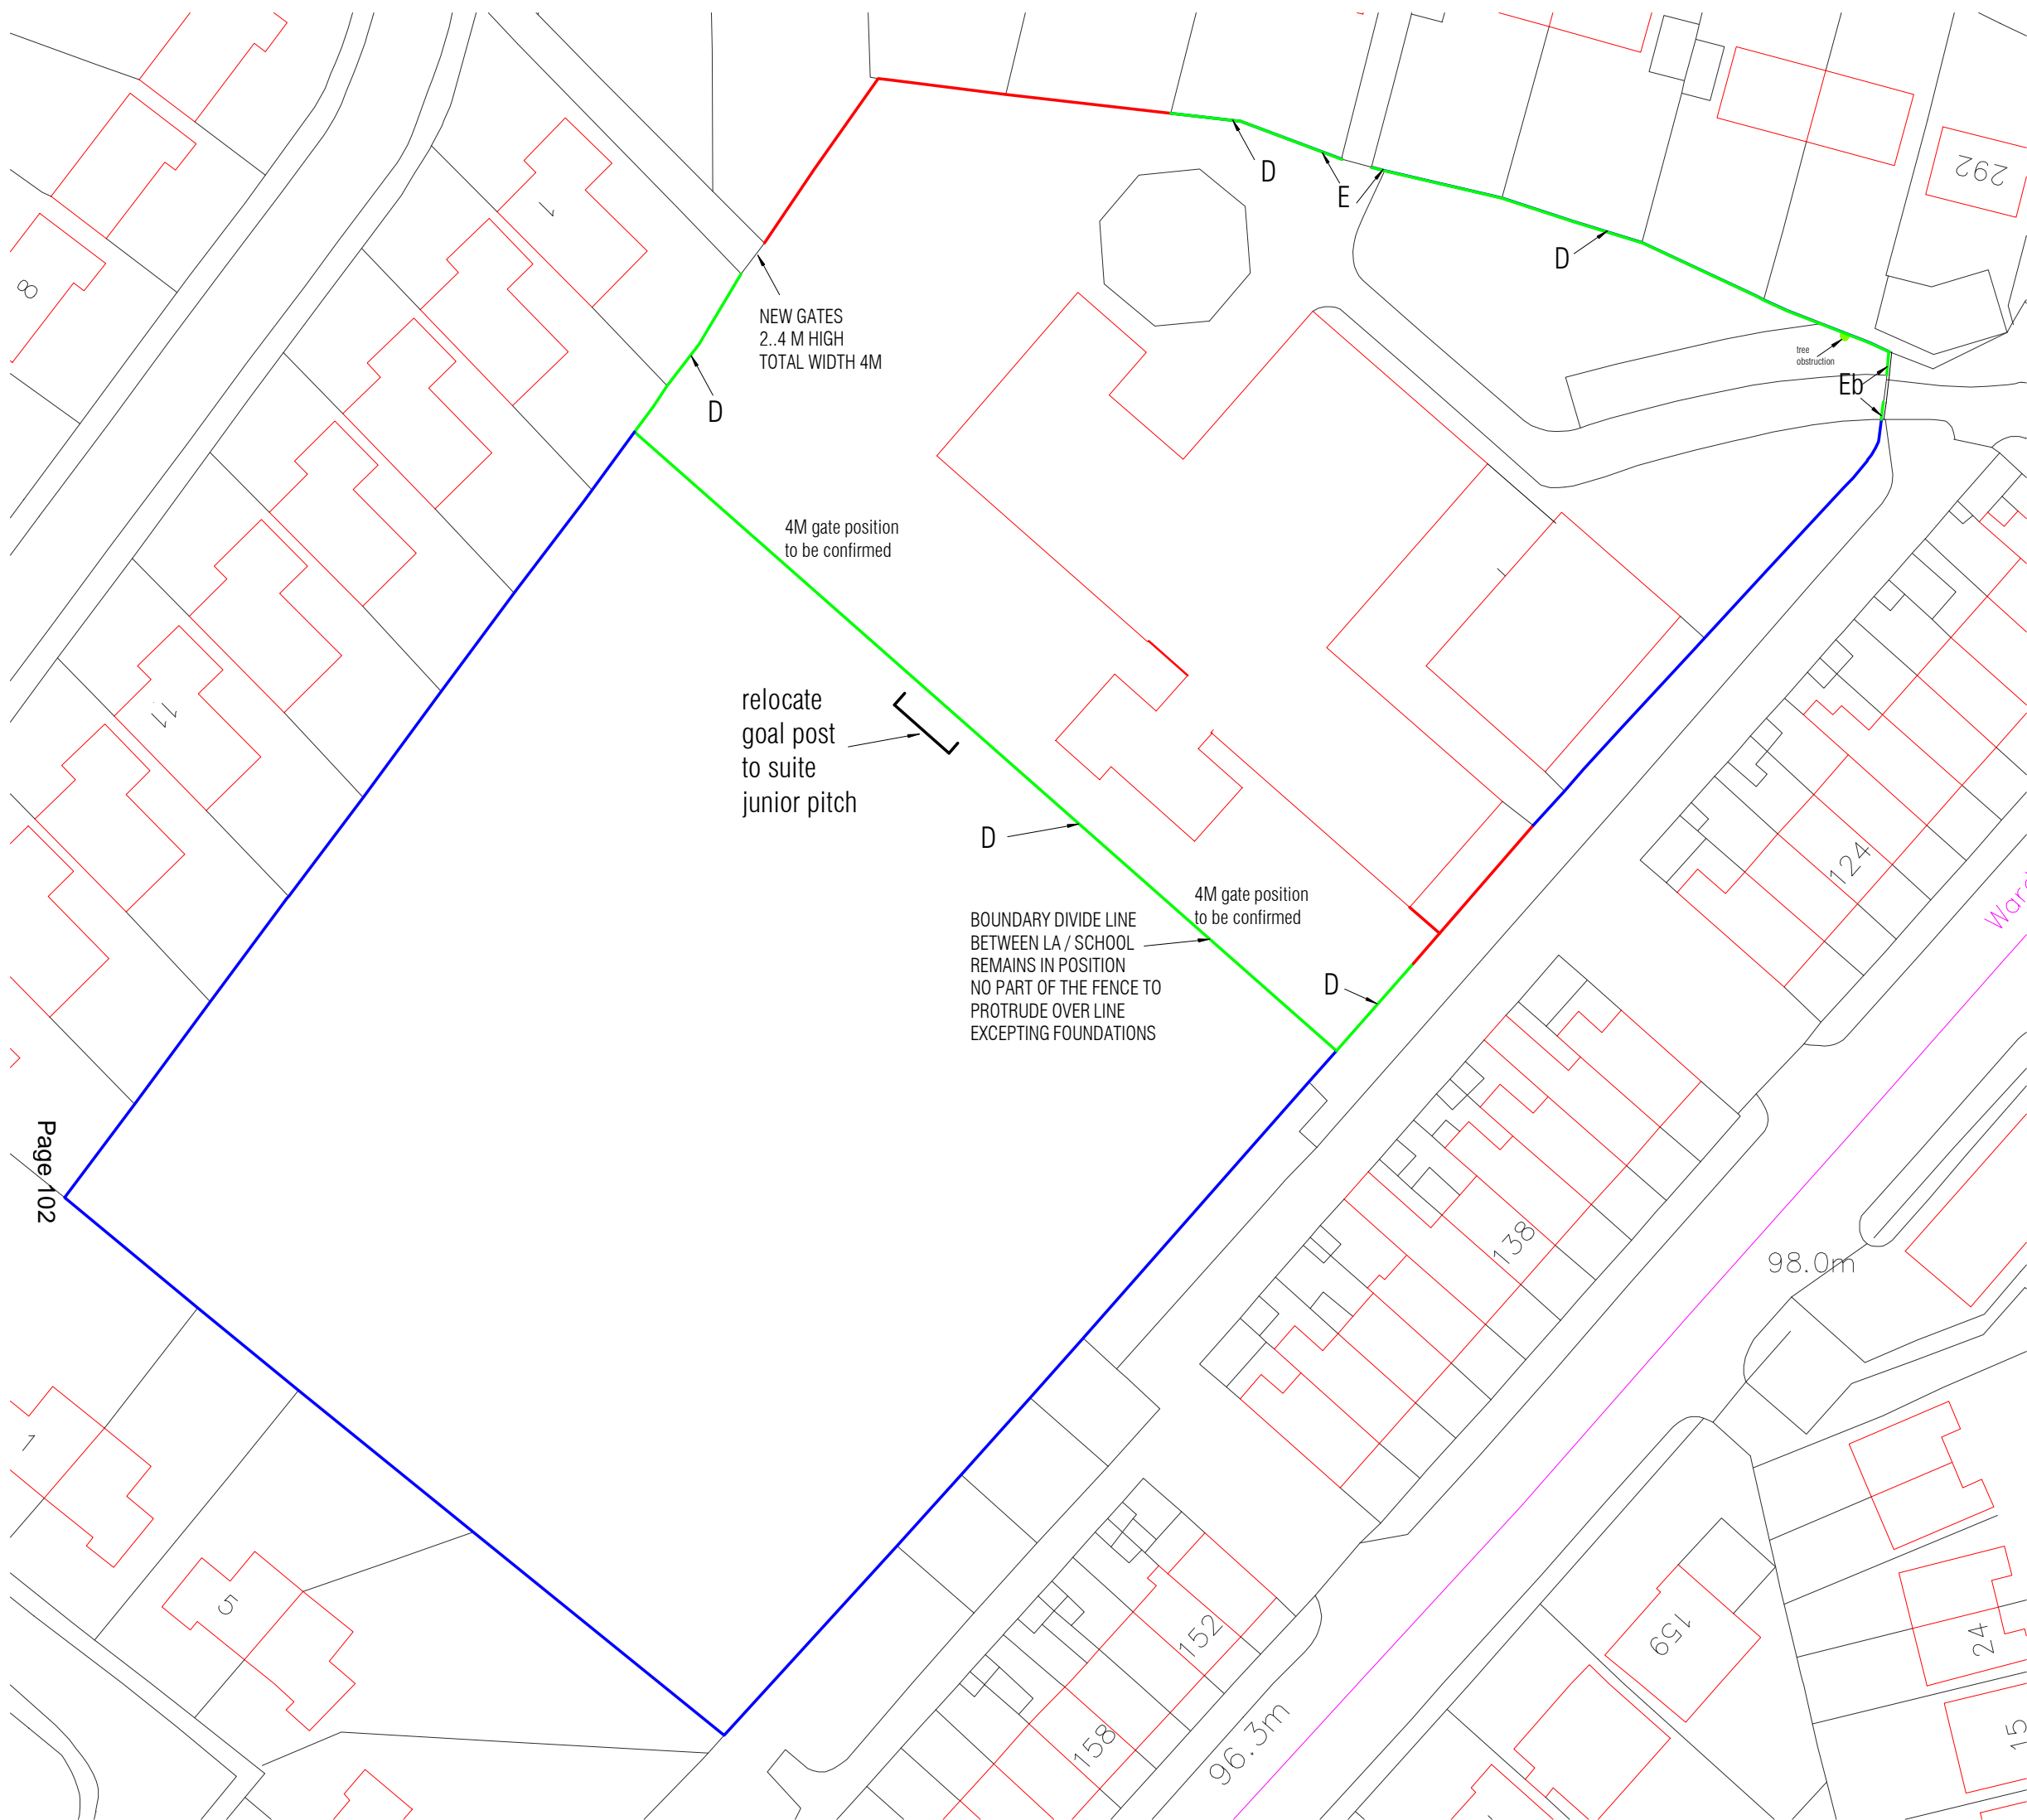 292
1
D
E
D
8
NEW GATES
2..4 M HIGH
TOTAL WIDTH 4M
tree
obstruction
Eb
D
4M gate position
to be confirmed
11
relocate
goal post
to suite
junior pitch
D
124
4M gate position
to be confirmed
BOUNDARY DIVIDE LINE
BETWEEN LA / SCHOOL
REMAINS IN POSITION
NO PART OF THE FENCE TO
PROTRUDE OVER LINE
EXCEPTING FOUNDATIONS
D
Page 102
138
98.0m
1
5
152
159
24
158
96.3m
15